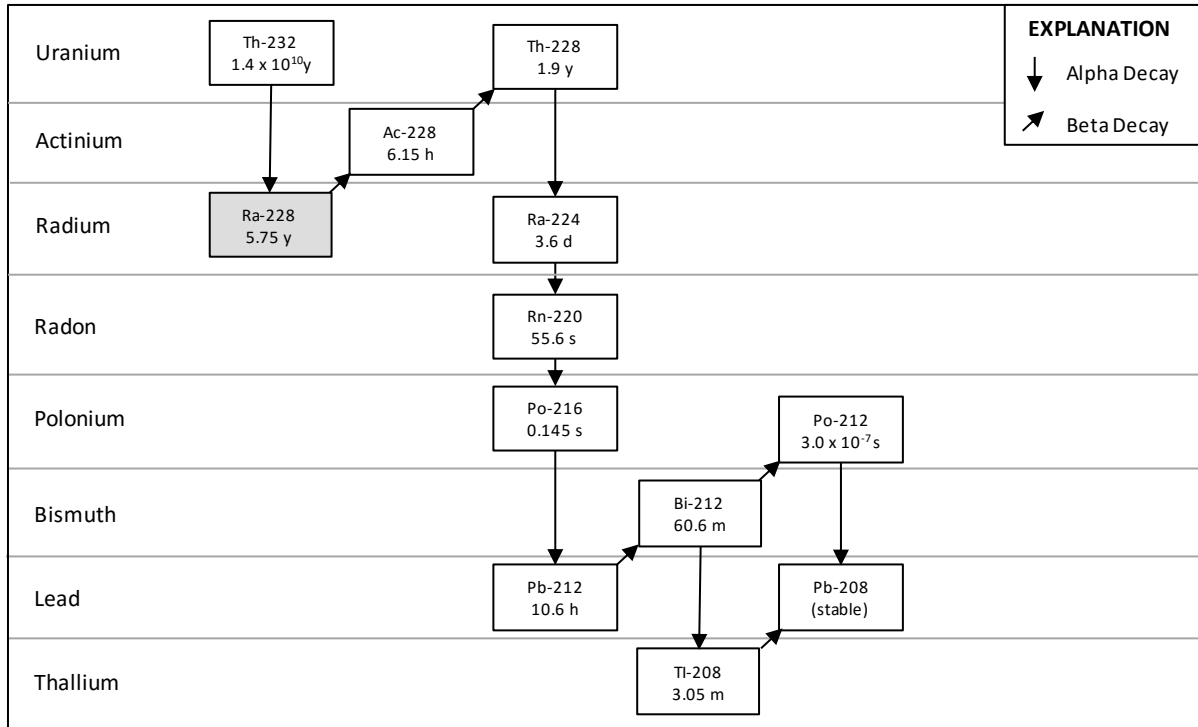 Uranium
Th-232
1.4 x 10¹⁰y
Th-228
1.9 y
EXPLANATION
Alpha Decay
Beta Decay
Actinium
Ac-228
6.15 h
Radium
Ra-228
5.75 y
Ra-224
3.6 d
Radon
Rn-220
55.6 s
Polonium
Po-216
0.145 s
Po-212
3.0 x 10⁻⁷s
Bismuth
Bi-212
60.6 m
Lead
Pb-212
10.6 h
Pb-208
(stable)
Thallium
Tl-208
3.05 m